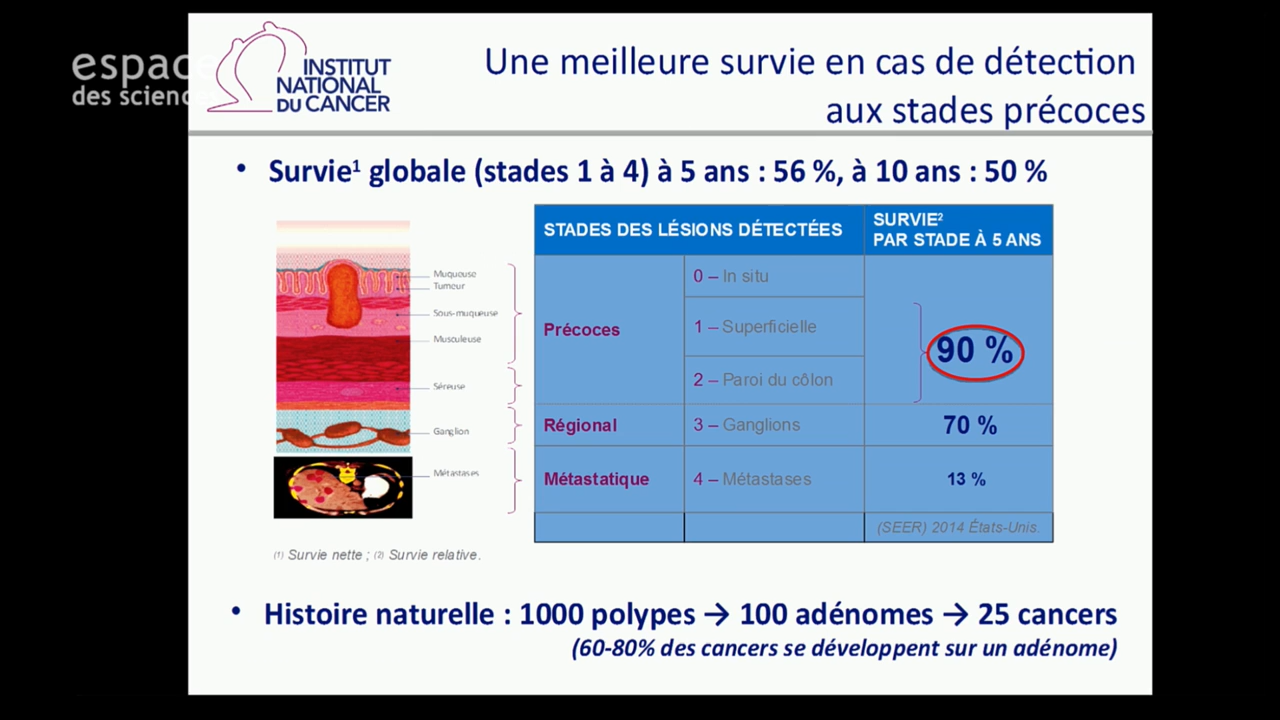 espace
des sciences
INSTITUT
NATIONAL
DU CANCER
Une meilleure survie en cas de détection
aux stades précoces
• Survie¹ globale (stades 1 à 4) à 5 ans : 56 %, à 10 ans : 50 %
Muqueuse
Tumeur
Sous-muqueuse
Musculeuse
Séreuse
Ganglion
Métastases
STADES DES LÉSIONS DÉTECTÉES
SURVIE²
PAR STADE À 5 ANS
0 – In situ
Précoces
1 – Superficielle
2 – Paroi du côlon
90 %
Régional
3 – Ganglions
70 %
Métastatique
4 – Métastases
13 %
(SEER) 2014 États-Unis.
(1) Survie nette ; (2) Survie relative.
• Histoire naturelle : 1000 polypes → 100 adénomes → 25 cancers
(60-80% des cancers se développent sur un adénome)